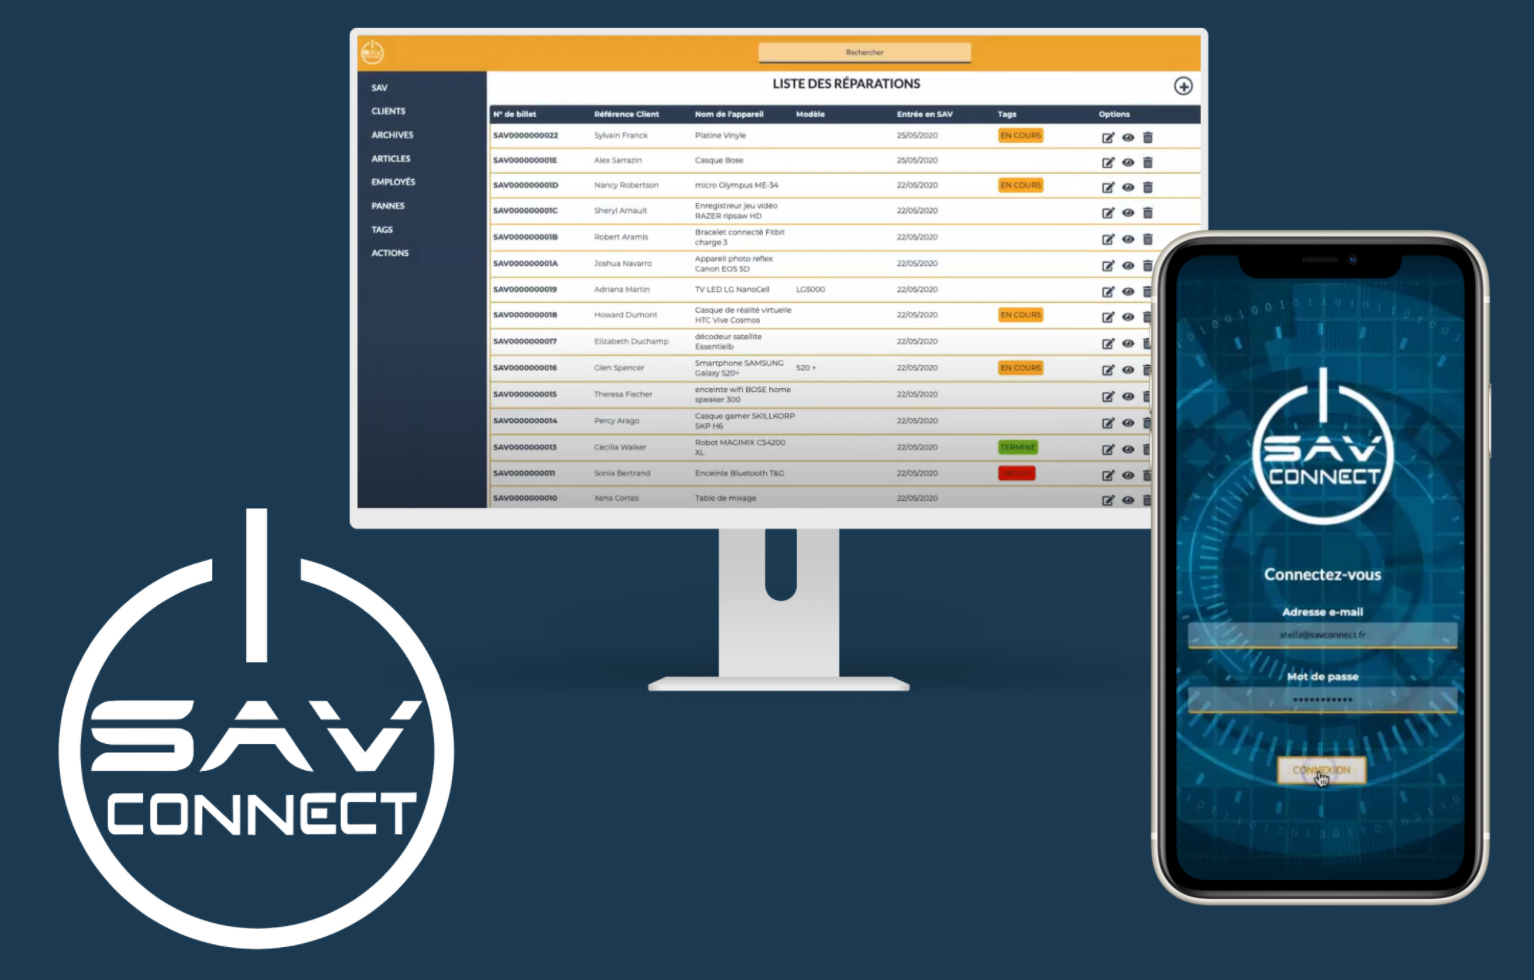 SAV
Rechercher
LISTE DES RÉPARATIONS
SAV
CLIENTS
ARCHIVES
ARTICLES
EMPLOYÉS
PANNES
TAGS
ACTIONS
N° de billet Référence Client Nom de l'appareil Modèle Entrée en SAV Tags Options
SAV0000000022 Sylvain Franck Platine Vinyle 25/05/2020 EN COURS
SAV000000001E Alex Sarrazin Casque Bose 25/05/2020
SAV000000001D Nancy Robertson micro Olympus ME-34 22/05/2020 EN COURS
SAV000000001C Sheryl Arnault Enregistreur jeu vidéo
RAZER ripsaw HD 22/05/2020
SAV000000001B Robert Aramis Bracelet connecté Fitbit
charge 3 22/05/2020
SAV000000001A Joshua Navarro Appareil photo reflex
Canon EOS 5D 22/05/2020
SAV0000000019 Adriana Martin TV LED LG NanoCell LG5000 22/05/2020
SAV0000000018 Howard Dumont Casque de réalité virtuelle
HTC Vive Cosmos 22/05/2020 EN COURS
SAV0000000017 Elizabeth Duchamp décodeur satellite
Essentielb 22/05/2020
SAV0000000016 Glen Spencer Smartphone SAMSUNG
Galaxy S20+ S20 + 22/05/2020 EN COURS
SAV0000000015 Theresa Fischer enceinte wifi BOSE home
speaker 300 22/05/2020
SAV0000000014 Percy Arago Casque gamer SKILLKORP
SKP H6 22/05/2020
SAV0000000013 Cecilia Walker Robot MAGIMIX CS4200
XL 22/05/2020 TERMINE
SAV0000000011 Sonia Bertrand Enceinte Bluetooth T&G 22/05/2020
SAV0000000010 Xena Cortes Table de mixage 22/05/2020
SAV
CONNECT
SAV
CONNECT
Connectez-vous
Adresse e-mail
stella@savconnect.fr
Mot de passe
•••••••••••
CONNEXION